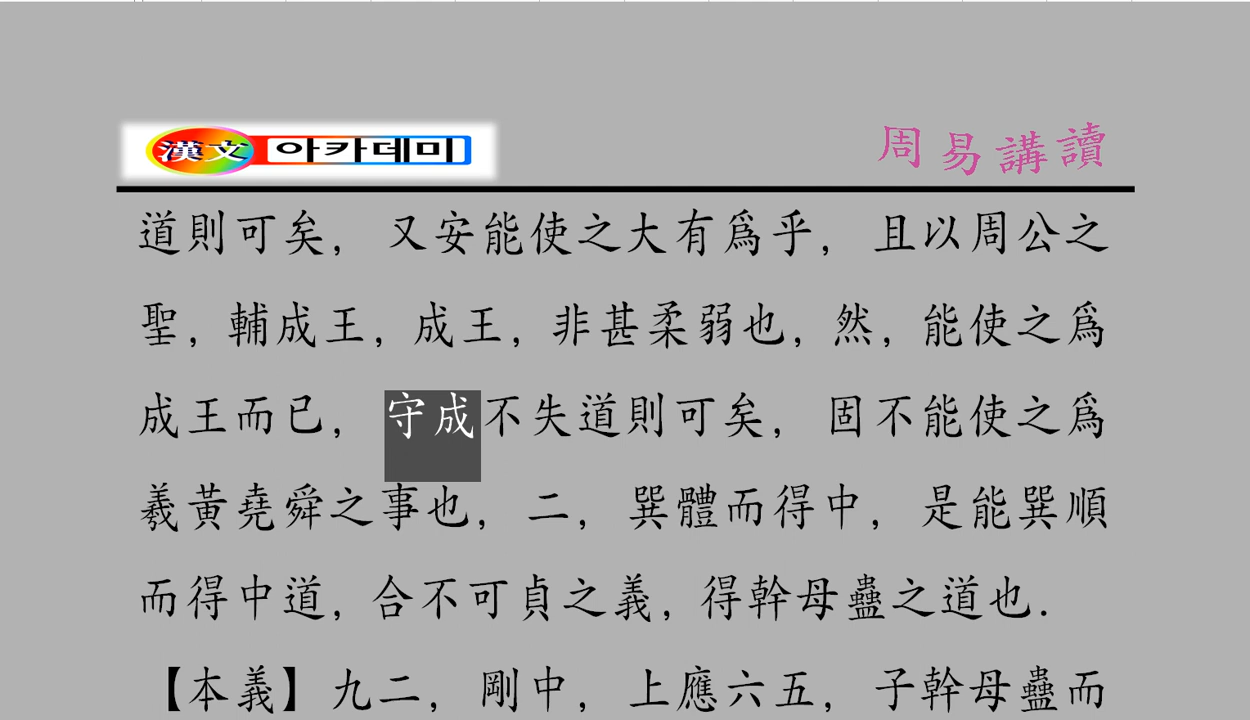 漢文 아카데미
周易講讀
道則可矣, 又安能使之大有爲乎, 且以周公之
聖, 輔成王, 成王, 非甚柔弱也, 然, 能使之爲
成王而已, 守成不失道則可矣, 固不能使之爲
羲黃堯舜之事也, 二, 巽體而得中, 是能巽順
而得中道, 合不可貞之義, 得幹母蠱之道也.
【本義】九二, 剛中, 上應六五, 子幹母蠱而